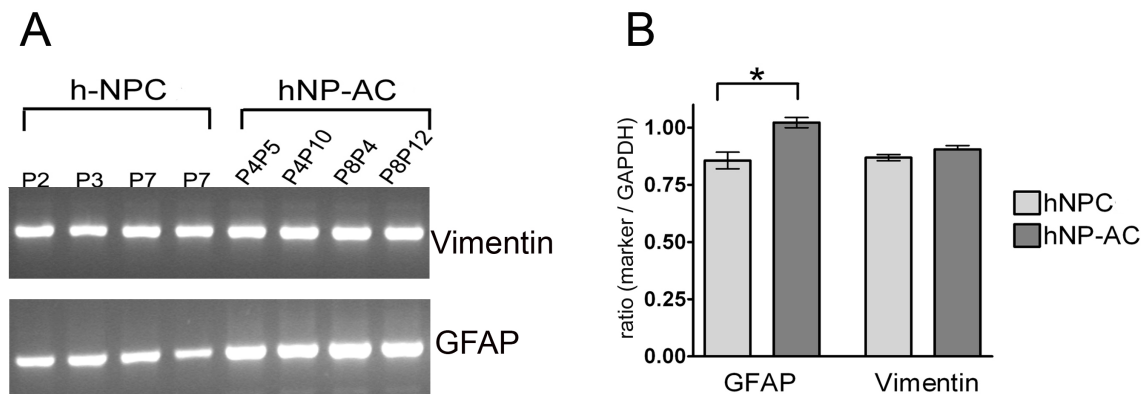 A
h-NPC hNP-AC
P2 P3 P7 P7 P4P5 P4P10 P8P4 P8P12
Vimentin
GFAP
B
*
ratio (marker / GAPDH)
1.00
0.75
0.50
0.25
0.00
GFAP Vimentin
hNPC
hNP-AC